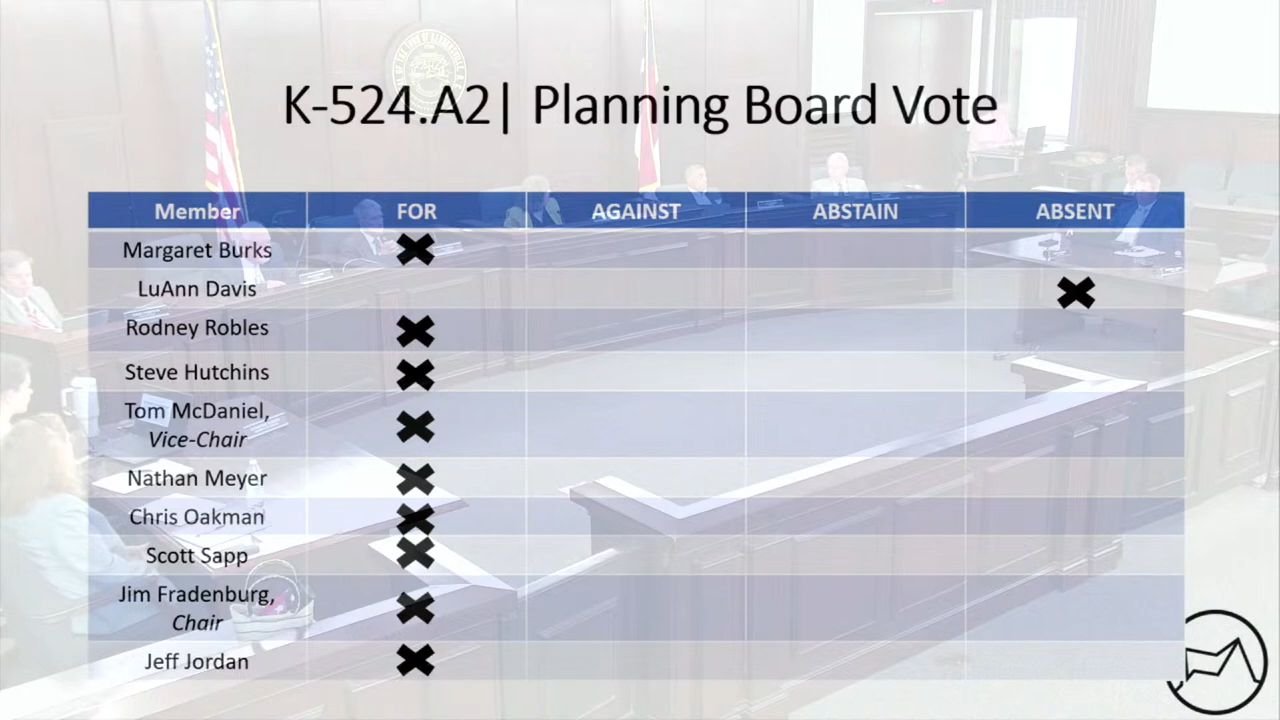 K-524.A2| Planning Board Vote
Member FOR AGAINST ABSTAIN ABSENT
Margaret Burks
LuAnn Davis
Rodney Robles
Steve Hutchins
Tom McDaniel,
Vice-Chair
Nathan Meyer
Chris Oakman
Scott Sapp
Jim Fradenburg,
Chair
Jeff Jordan